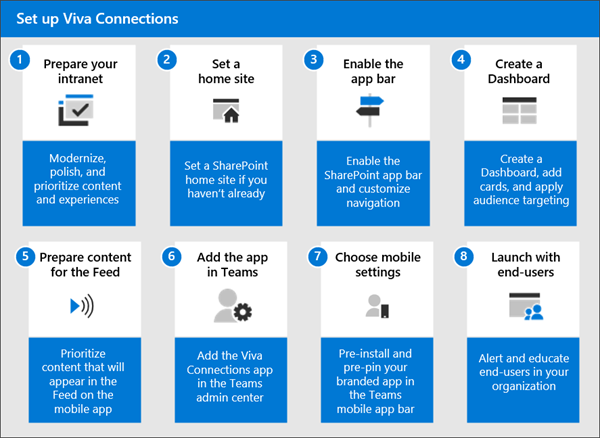 Set up Viva Connections
1
Prepare your
intranet
Modernize,
polish, and
prioritize content
and experiences
2
Set a
home site
Set a SharePoint
home site if you
haven't already
3
Enable the
app bar
Enable the
SharePoint app bar
and customize
navigation
4
Create a
Dashboard
Create a
Dashboard, add
cards, and apply
audience targeting
5
Prepare content
for the Feed
Prioritize
content that will
appear in the
Feed on the
mobile app
6
Add the app
in Teams
Add the Viva
Connections app
in the Teams
admin center
7
Choose mobile
settings
Pre-install and
pre-pin your
branded app in
the Teams
mobile app bar
8
Launch with
end-users
Alert and educate
end-users in your
organization